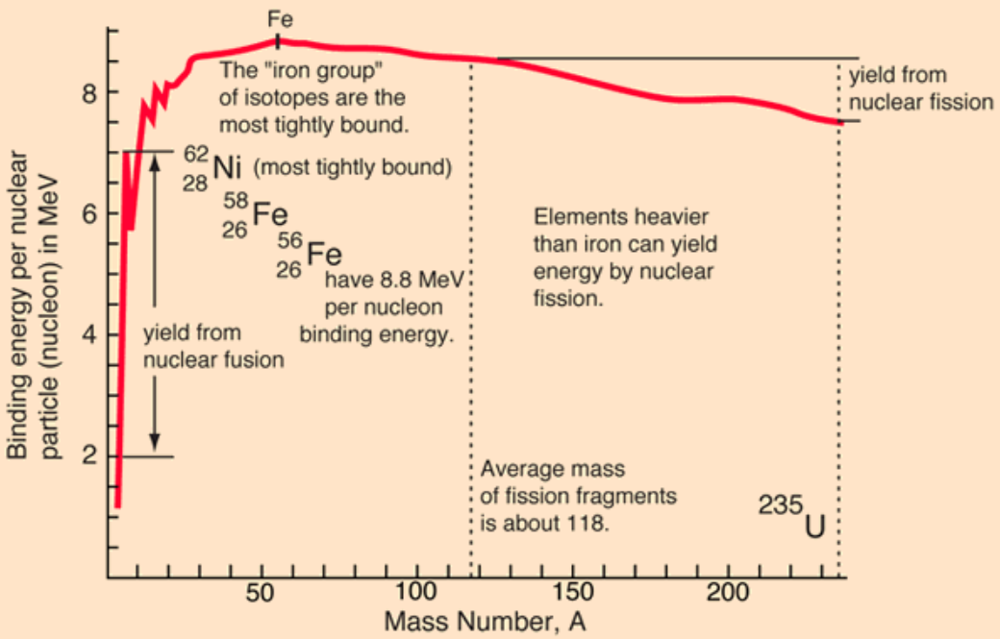 Fe
The "iron group"
of isotopes are the
most tightly bound.
62
28
Ni (most tightly bound)
58
26
Fe
56
26
Fe
have 8.8 MeV
per nucleon
binding energy.
yield from
nuclear fusion
yield from
nuclear fission
Elements heavier
than iron can yield
energy by nuclear
fission.
Average mass
of fission fragments
is about 118.
235
U
Binding energy per nuclear
particle (nucleon) in MeV
8
6
4
2
50
100
150
200
Mass Number, A